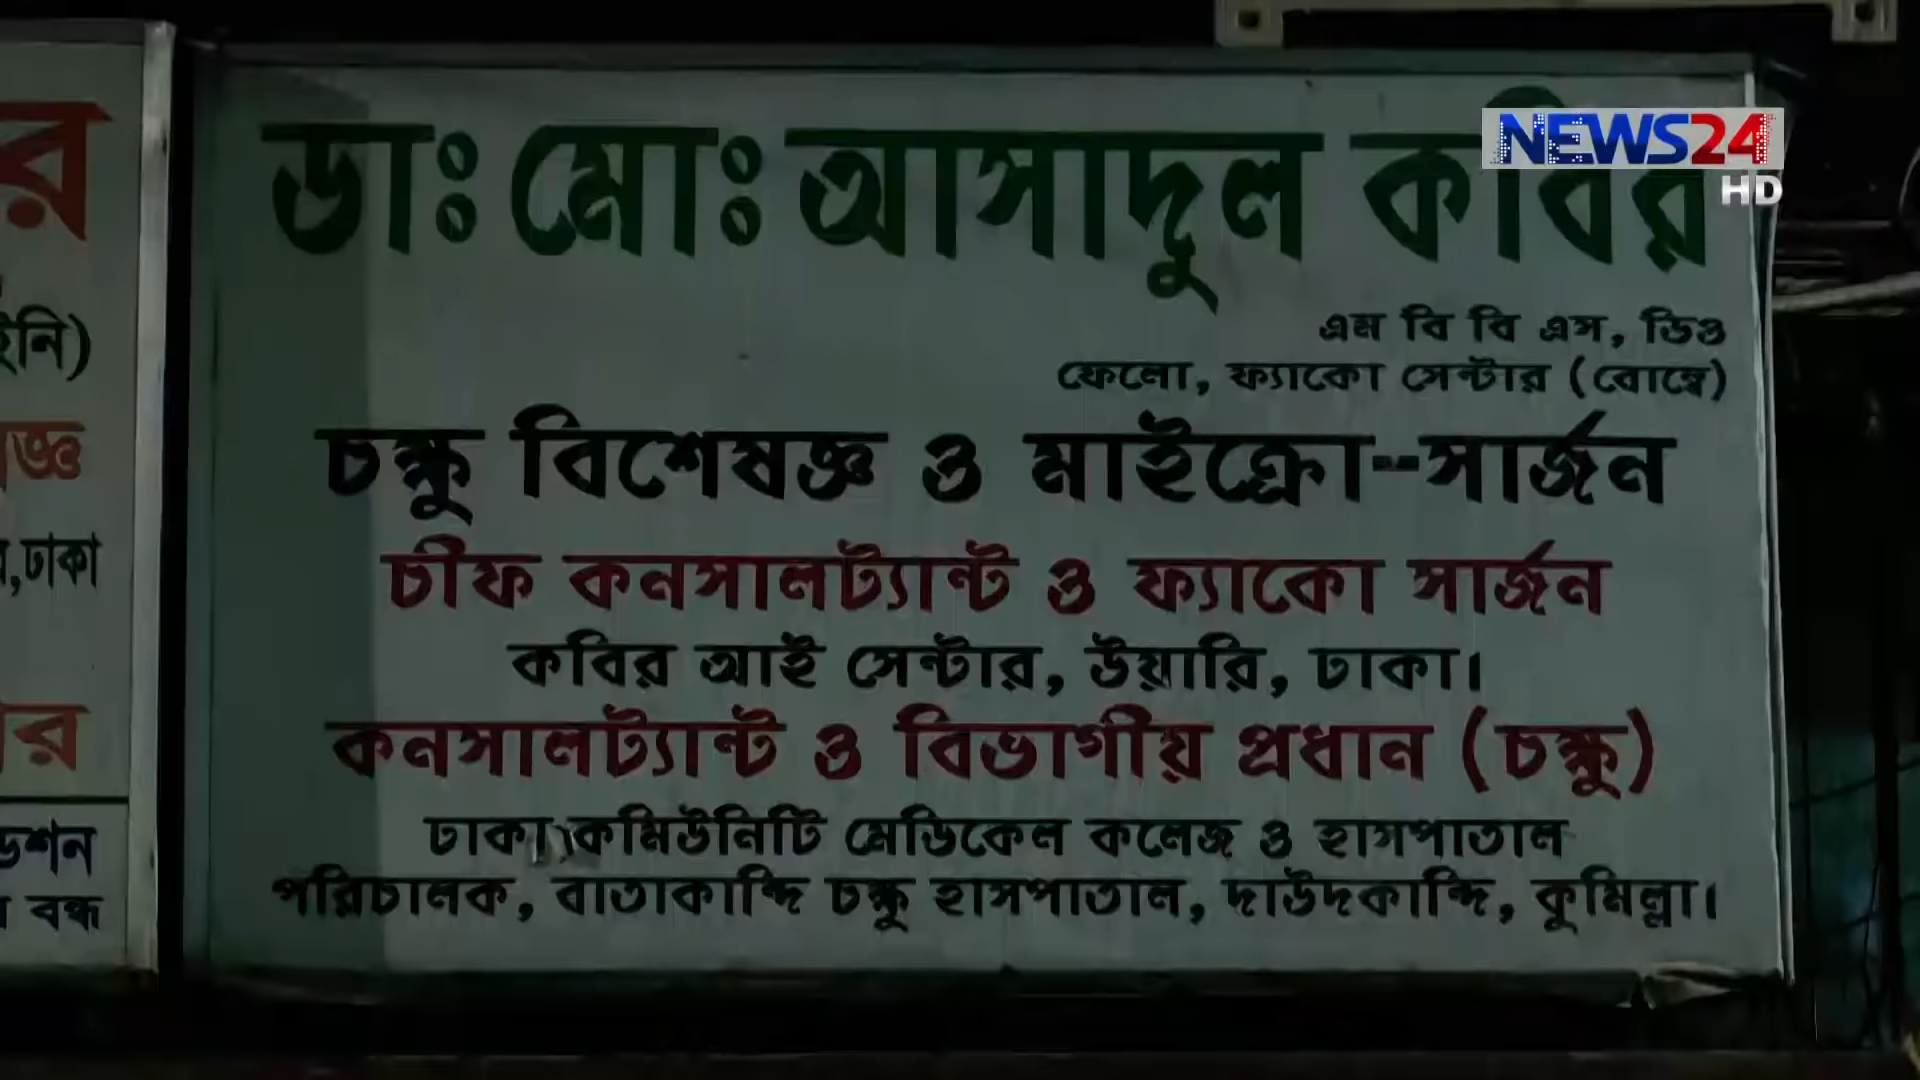 ডাঃ মোঃ আসাদুল কবির
এম বি বি এস, ডিও
ফেলো, ফ্যাকো সেন্টার (বোম্বে)
চক্ষু বিশেষজ্ঞ ও মাইক্রো-সার্জন
চীফ কনসালট্যান্ট ও ফ্যাকো সার্জন
কবির আই সেন্টার, উয়ারি, ঢাকা।
কনসালট্যান্ট ও বিভাগীয় প্রধান (চক্ষু)
ঢাকা কমিউনিটি মেডিকেল কলেজ ও হাসপাতাল
পরিচালক, বাতাকান্দি চক্ষু হাসপাতাল, দাউদকান্দি, কুমিল্লা।
NEWS24
HD
ঢাকা
বন্ধ